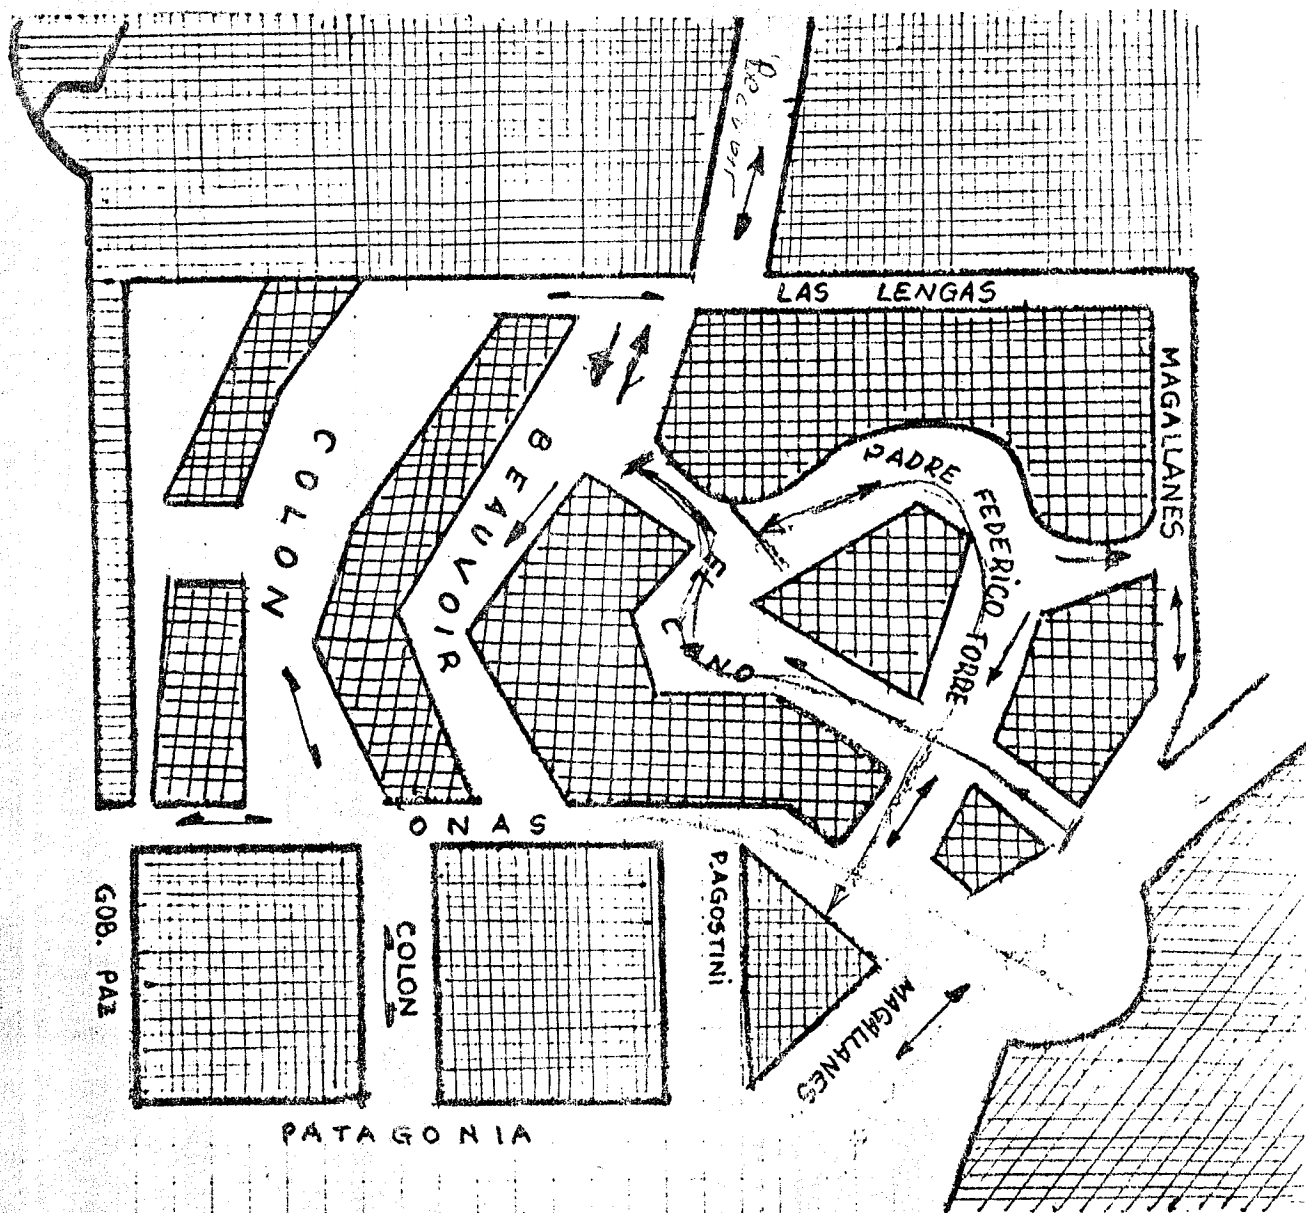 LAS LENGAS
MAGALLANES
COLON
BEAUVOIR
PADRE FEDERICO TORRE
EL CANO
ONAS
GOB. PAZ
COLON
P.AGOSTINI
MAGALLANES
PATAGONIA